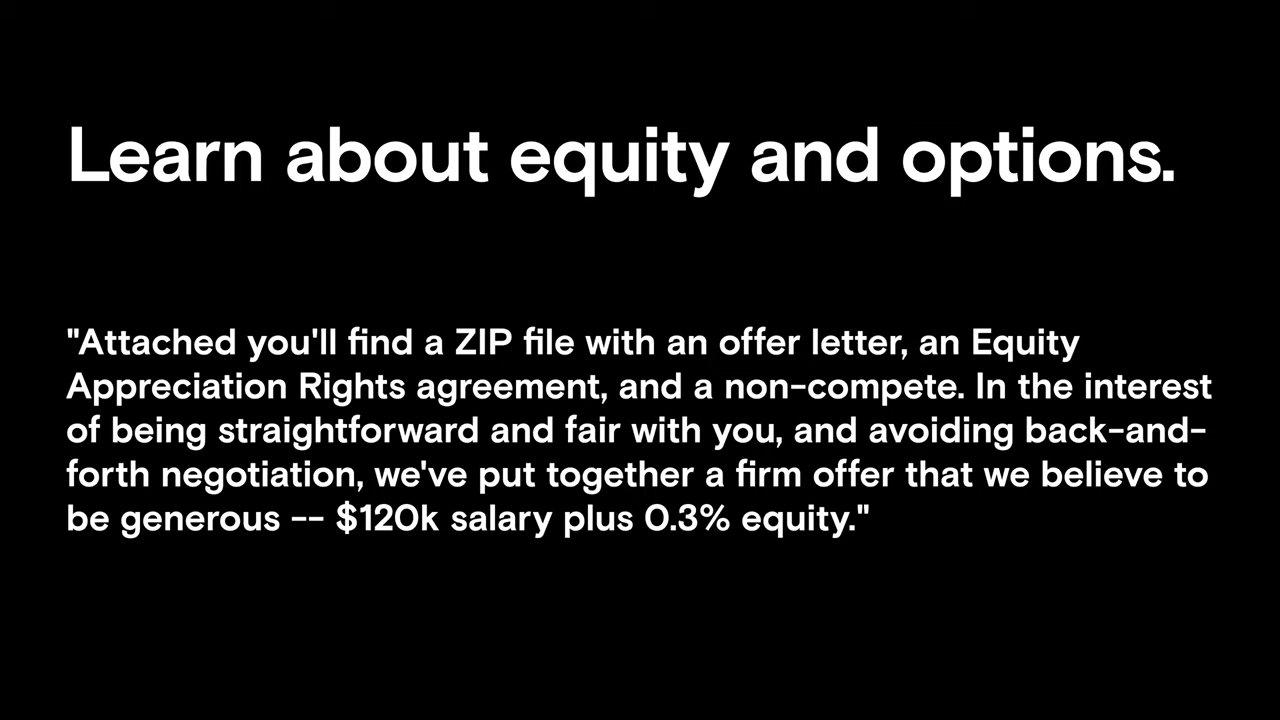 Learn about equity and options.
"Attached you'll find a ZIP file with an offer letter, an Equity
Appreciation Rights agreement, and a non-compete. In the interest
of being straightforward and fair with you, and avoiding back-and-
forth negotiation, we've put together a firm offer that we believe to
be generous -- $120k salary plus 0.3% equity."